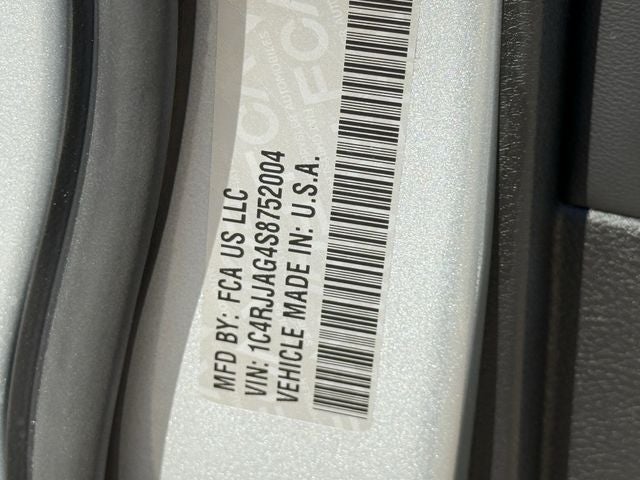 MFD BY: FCA US LLC
VIN: 1C4RJJAG4S8752004
VEHICLE MADE IN: U.S.A.